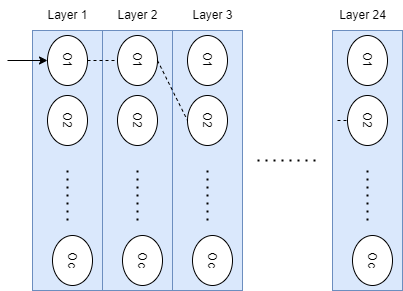 Layer 1 Layer 2 Layer 3 Layer 24
O1 O1 O1 O1
O2 O2 O2 O2
Oc Oc Oc Oc